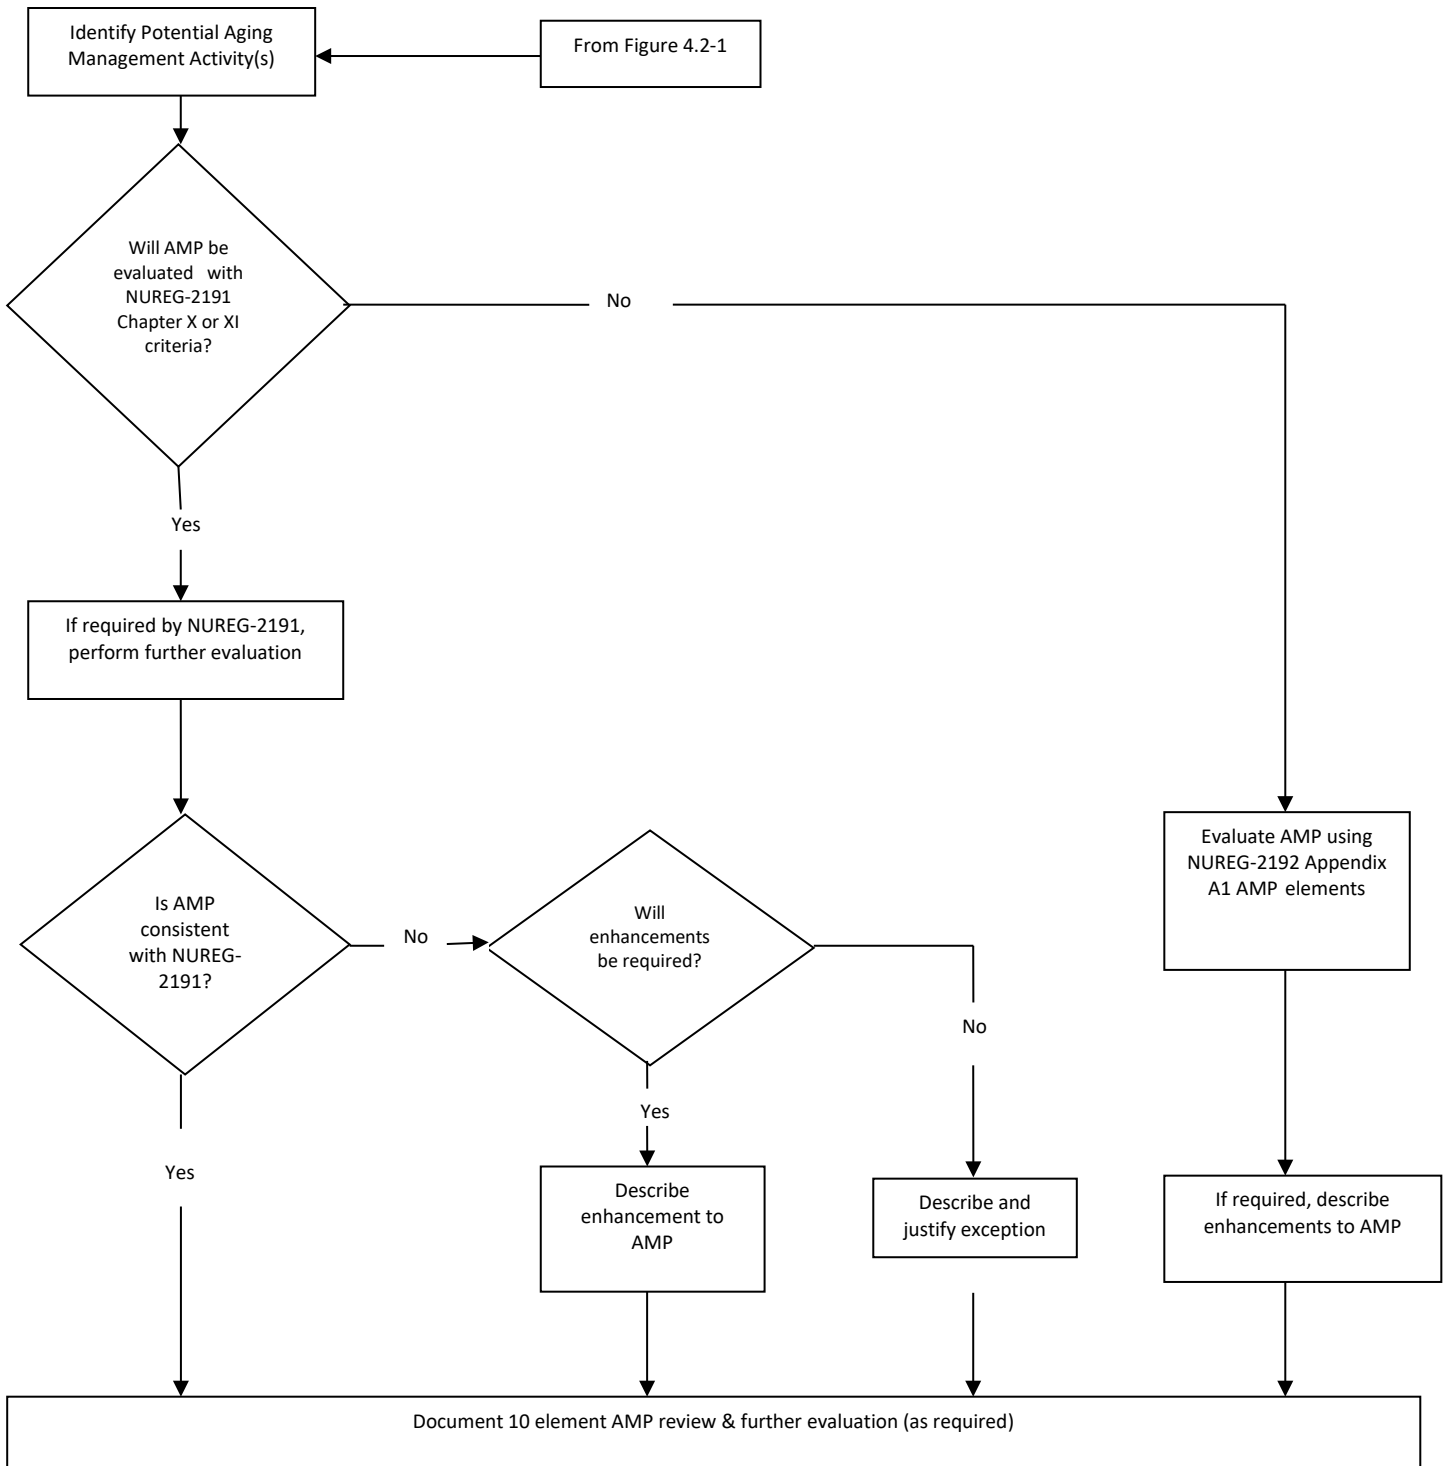 Identify Potential Aging
Management Activity(s)
From Figure 4.2-1
Will AMP be
evaluated with
NUREG-2191
Chapter X or XI
criteria?
No
Yes
If required by NUREG-2191,
perform further evaluation
Is AMP
consistent
with NUREG-
2191?
No
Will
enhancements
be required?
No
Yes
Yes
Evaluate AMP using
NUREG-2192 Appendix
A1 AMP elements
Describe
enhancement to
AMP
Describe and
justify exception
If required, describe
enhancements to AMP
Document 10 element AMP review & further evaluation (as required)